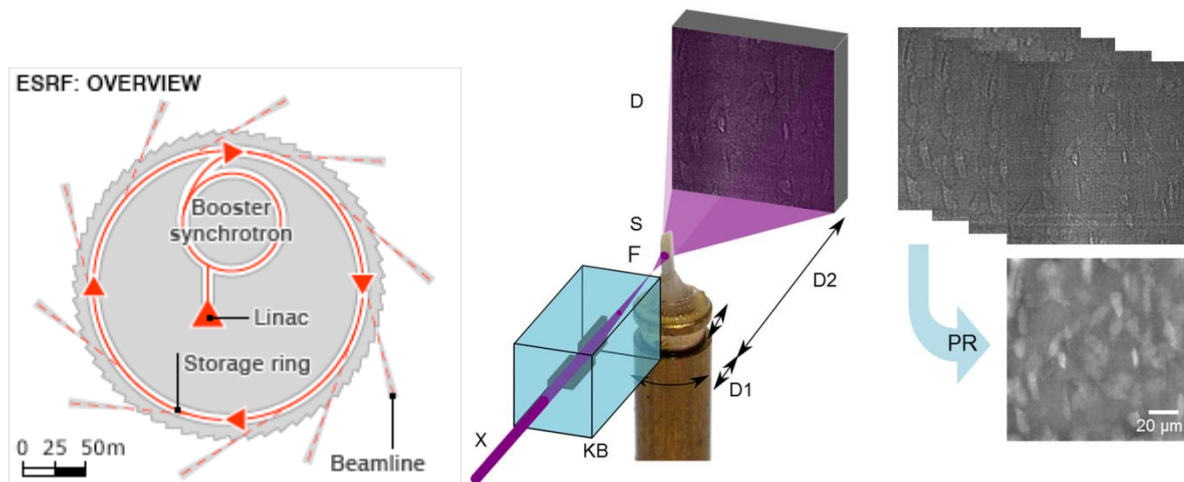 ESRF: OVERVIEW
Booster
synchrotron
Linac
Storage ring
0 25 50m
Beamline
D
S
F
D2
D1
X
KB
PR
20 µm